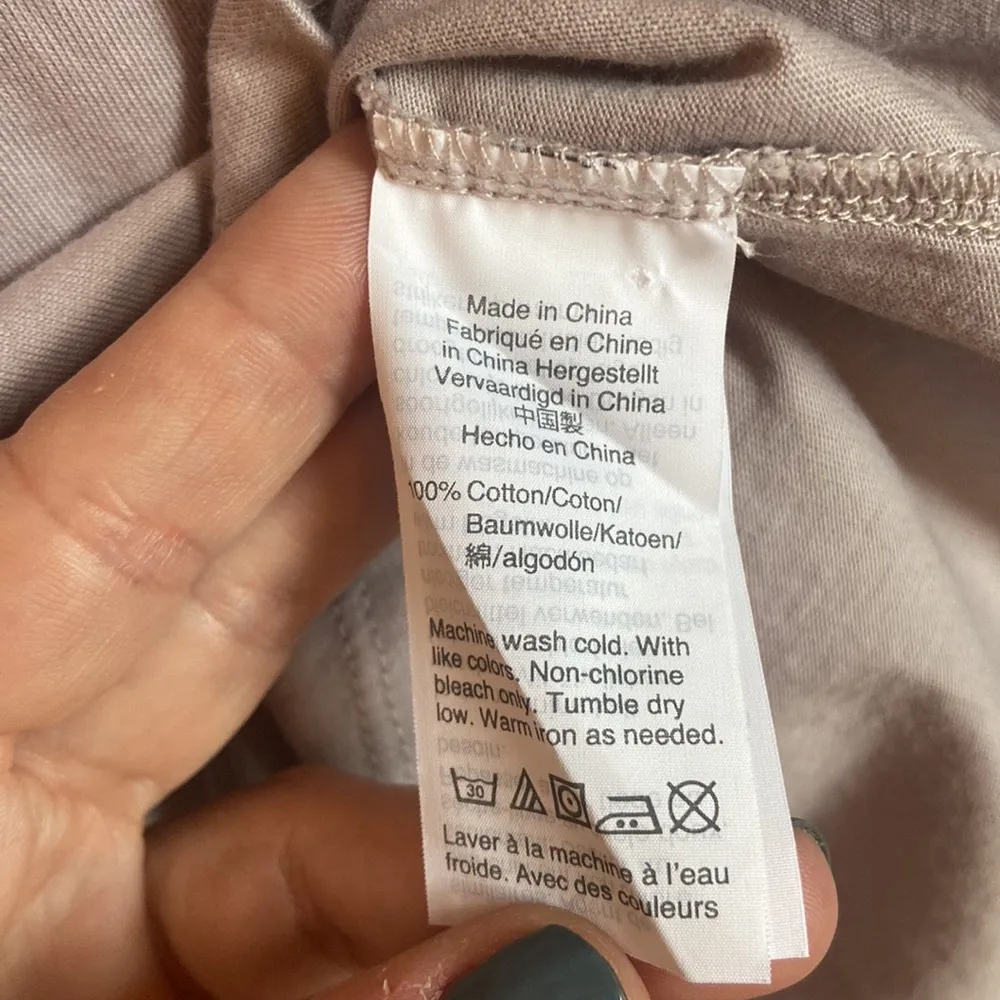 Made in China
Fabriqué en Chine
in China Hergestellt
Vervaardigd in China
中国製
Hecho en China
100% Cotton/Coton/
Baumwolle/Katoen/
綿/algodón
Machine wash cold. With
like colors. Non-chlorine
bleach only. Tumble dry
low. Warm iron as needed.
30
Laver à la machine à l'eau
froide. Avec des couleurs